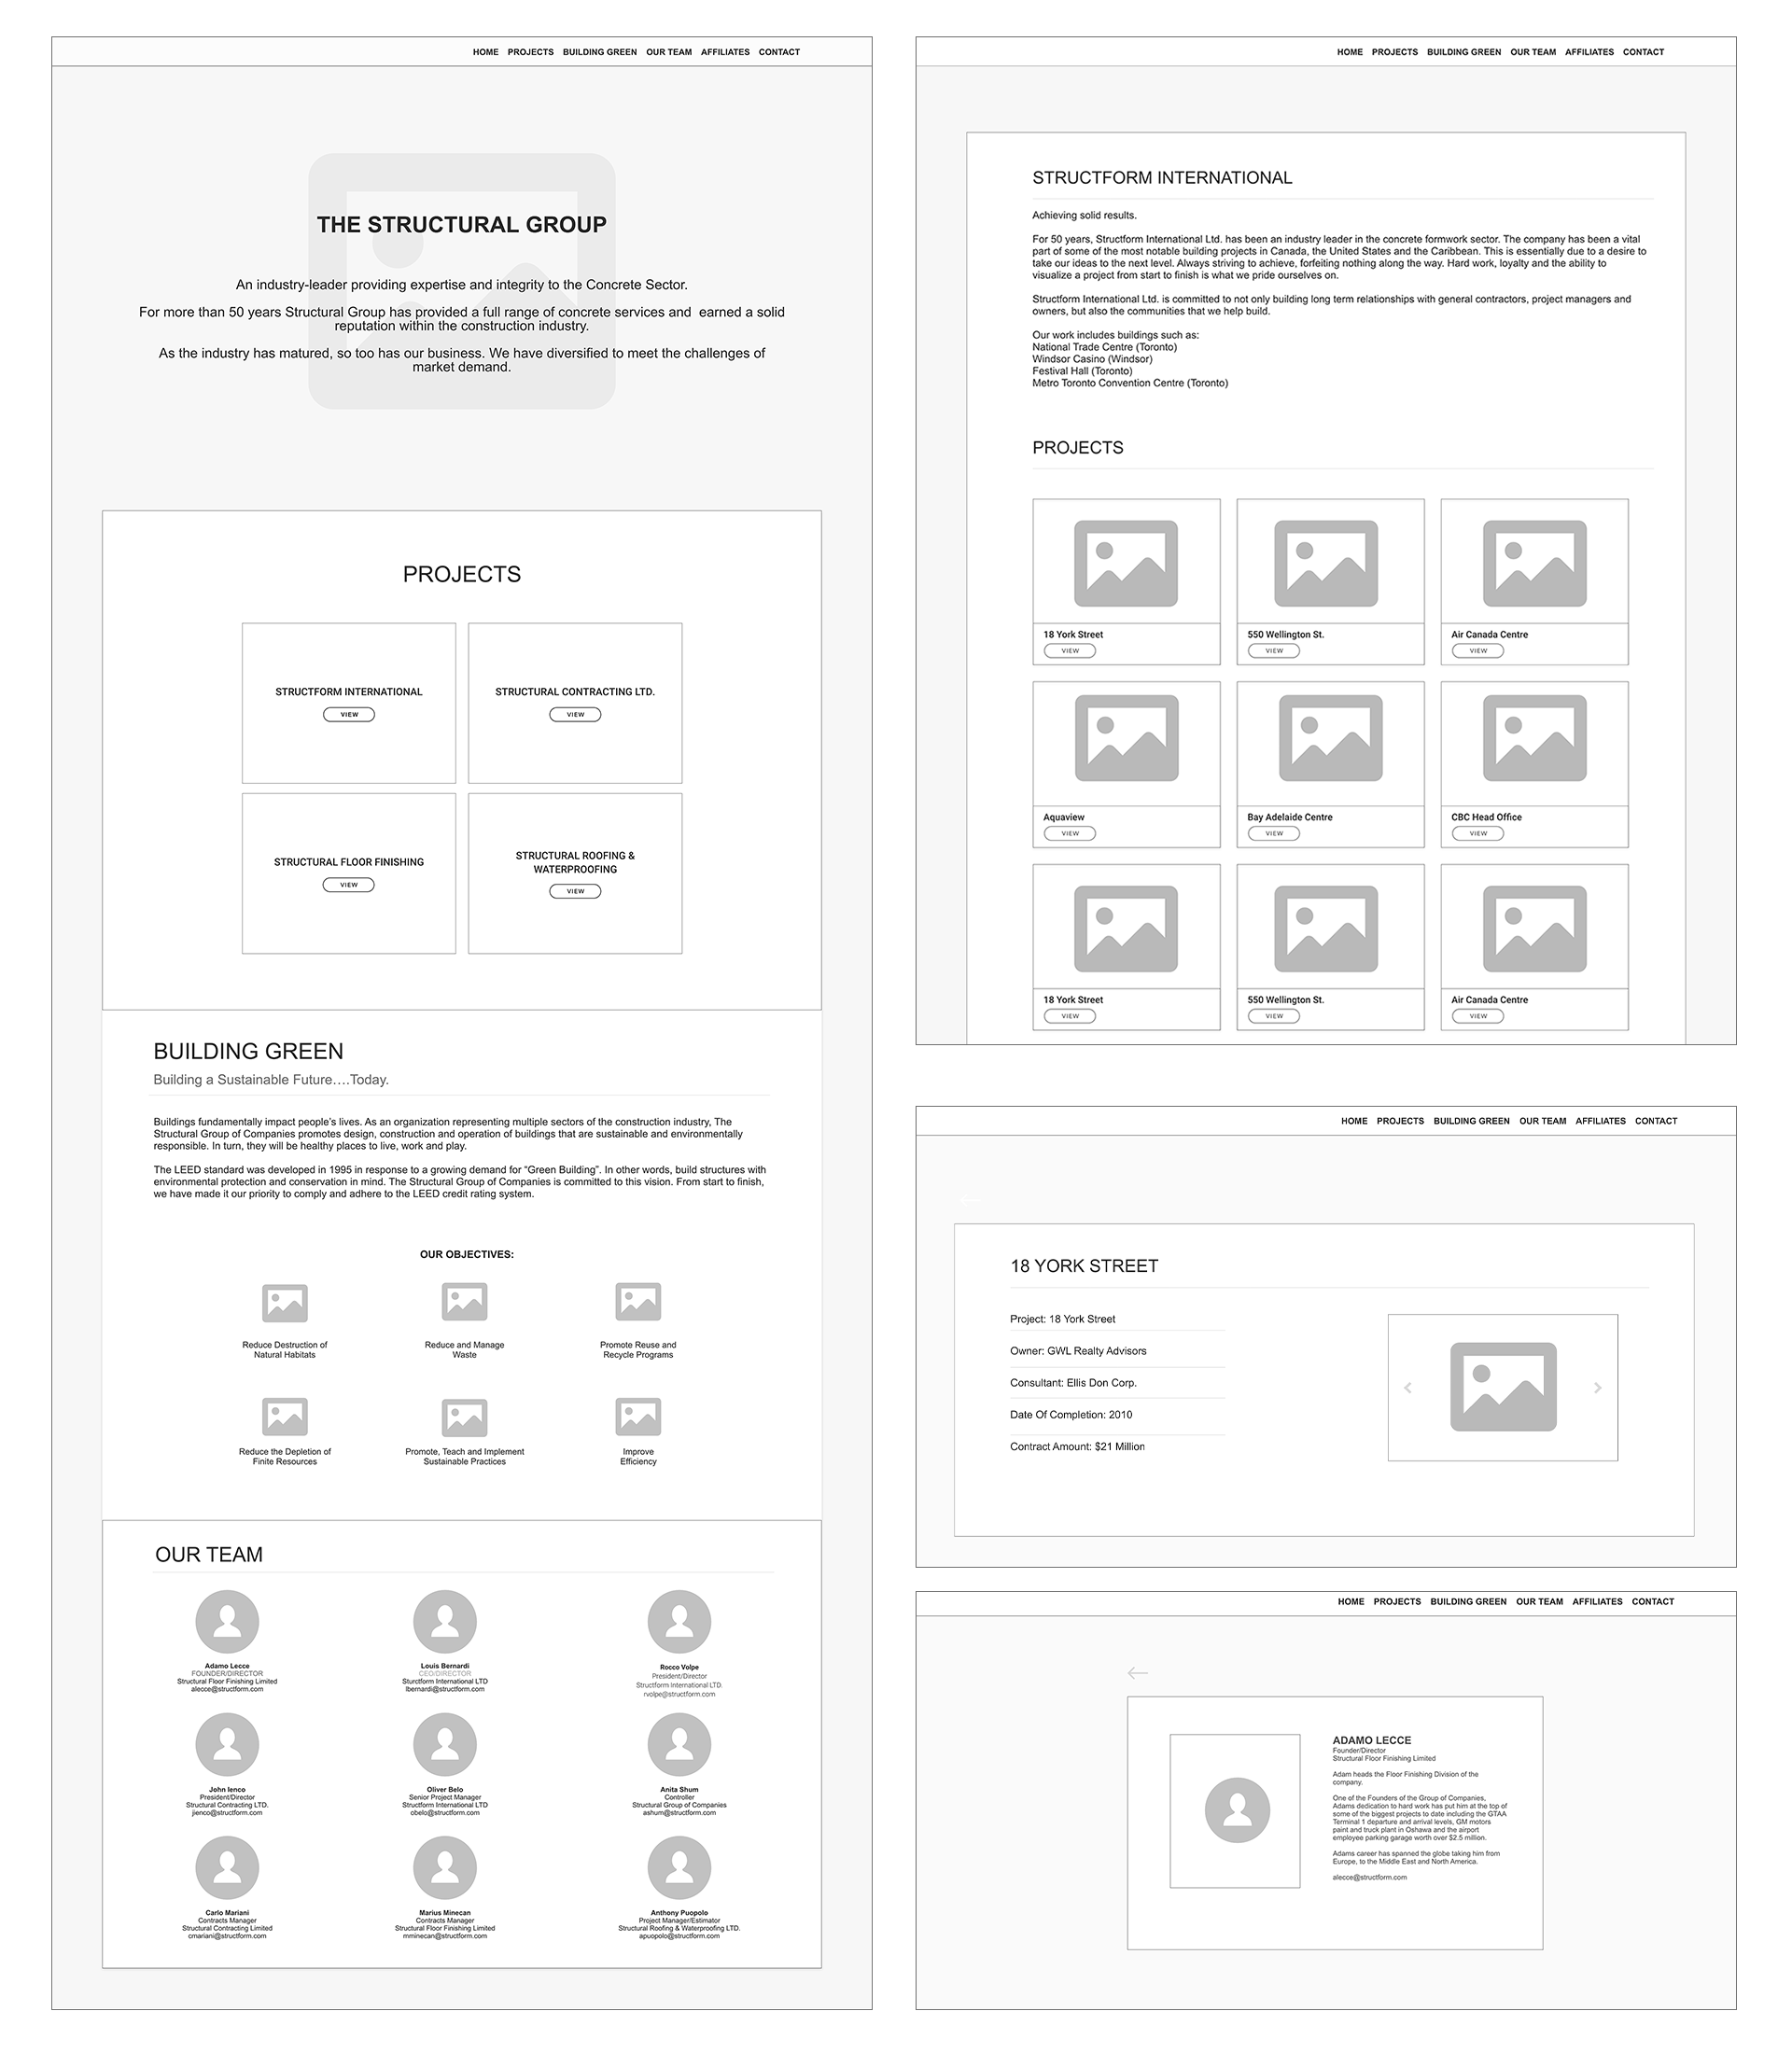 HOME PROJECTS BUILDING GREEN OUR TEAM AFFILIATES CONTACT
THE STRUCTURAL GROUP
An industry-leader providing expertise and integrity to the Concrete Sector.
For more than 50 years Structural Group has provided a full range of concrete services and earned a solid
reputation within the construction industry.
As the industry has matured, so too has our business. We have diversified to meet the challenges of
market demand.
PROJECTS
STRUCTFORM INTERNATIONAL
VIEW
STRUCTURAL CONTRACTING LTD.
VIEW
STRUCTURAL FLOOR FINISHING
VIEW
STRUCTURAL ROOFING &
WATERPROOFING
VIEW
BUILDING GREEN
Building a Sustainable Future....Today.
Buildings fundamentally impact people's lives. As an organization representing multiple sectors of the construction industry, The
Structural Group of Companies promotes design, construction and operation of buildings that are sustainable and environmentally
responsible. In turn, they will be healthy places to live, work and play.
The LEED standard was developed in 1995 in response to a growing demand for “Green Building”. In other words, build structures with
environmental protection and conservation in mind. The Structural Group of Companies is committed to this vision. From start to finish,
we have made it our priority to comply and adhere to the LEED credit rating system.
OUR OBJECTIVES:
Reduce Destruction of
Natural Habitats
Reduce and Manage
Waste
Promote Reuse and
Recycle Programs
Reduce the Depletion of
Finite Resources
Promote, Teach and Implement
Sustainable Practices
Improve
Efficiency
OUR TEAM
Adamo Lecce
FOUNDER/DIRECTOR
Structural Floor Finishing Limited
alecce@structform.com
Louis Bernardi
CEO/DIRECTOR
Sturctform International LTD
lbernardi@structform.com
Rocco Volpe
President/Director
Structform International LTD.
rvolpe@structform.com
John Ienco
President/Director
Structural Contracting LTD.
jienco@structform.com
Oliver Belo
Senior Project Manager
Structform International LTD
obelo@structform.com
Anita Shum
Controller
Structural Group of Companies
ashum@structform.com
Carlo Mariani
Contracts Manager
Structural Contracting Limited
cmariani@structform.com
Marius Minecan
Contracts Manager
Structural Floor Finishing Limited
mminecan@structform.com
Anthony Puopolo
Project Manager/Estimator
Structural Roofing & Waterproofing LTD.
apuopolo@structform.com
HOME PROJECTS BUILDING GREEN OUR TEAM AFFILIATES CONTACT
STRUCTFORM INTERNATIONAL
Achieving solid results.
For 50 years, Structform International Ltd. has been an industry leader in the concrete formwork sector. The company has been a vital
part of some of the most notable building projects in Canada, the United States and the Caribbean. This is essentially due to a desire to
take our ideas to the next level. Always striving to achieve, forfeiting nothing along the way. Hard work, loyalty and the ability to
visualize a project from start to finish is what we pride ourselves on.
Structform International Ltd. is committed to not only building long term relationships with general contractors, project managers and
owners, but also the communities that we help build.
Our work includes buildings such as:
National Trade Centre (Toronto)
Windsor Casino (Windsor)
Festival Hall (Toronto)
Metro Toronto Convention Centre (Toronto)
PROJECTS
18 York Street
VIEW
550 Wellington St.
VIEW
Air Canada Centre
VIEW
Aquaview
VIEW
Bay Adelaide Centre
VIEW
CBC Head Office
VIEW
18 York Street
VIEW
550 Wellington St.
VIEW
Air Canada Centre
VIEW
HOME PROJECTS BUILDING GREEN OUR TEAM AFFILIATES CONTACT
18 YORK STREET
Project: 18 York Street
Owner: GWL Realty Advisors
Consultant: Ellis Don Corp.
Date Of Completion: 2010
Contract Amount: $21 Million
HOME PROJECTS BUILDING GREEN OUR TEAM AFFILIATES CONTACT
ADAMO LECCE
Founder/Director
Structural Floor Finishing Limited
Adam heads the Floor Finishing Division of the
company.
One of the Founders of the Group of Companies,
Adams dedication to hard work has put him at the top of
some of the biggest projects to date including the GTAA
Terminal 1 departure and arrival levels, GM motors
paint and truck plant in Oshawa and the airport
employee parking garage worth over $2.5 million.
Adams career has spanned the globe taking him from
Europe, to the Middle East and North America.
alecce@structform.com